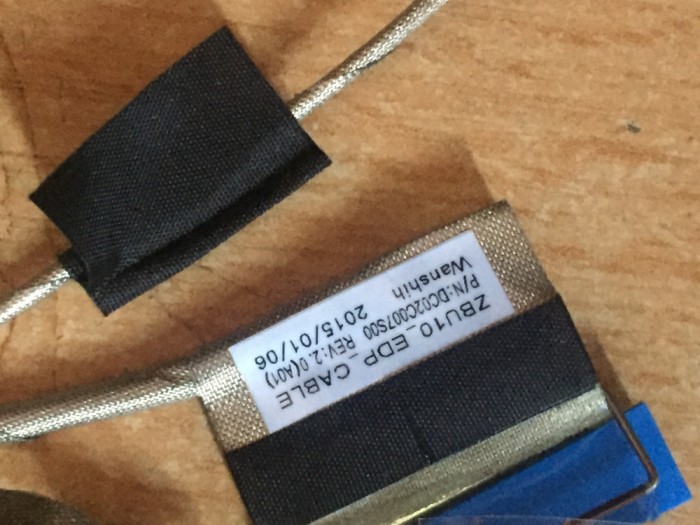 ZBU10_EDP_CABLE
P/N:DC02C007S00 REV:2.0(A01)
Wanshih 2015/01/06